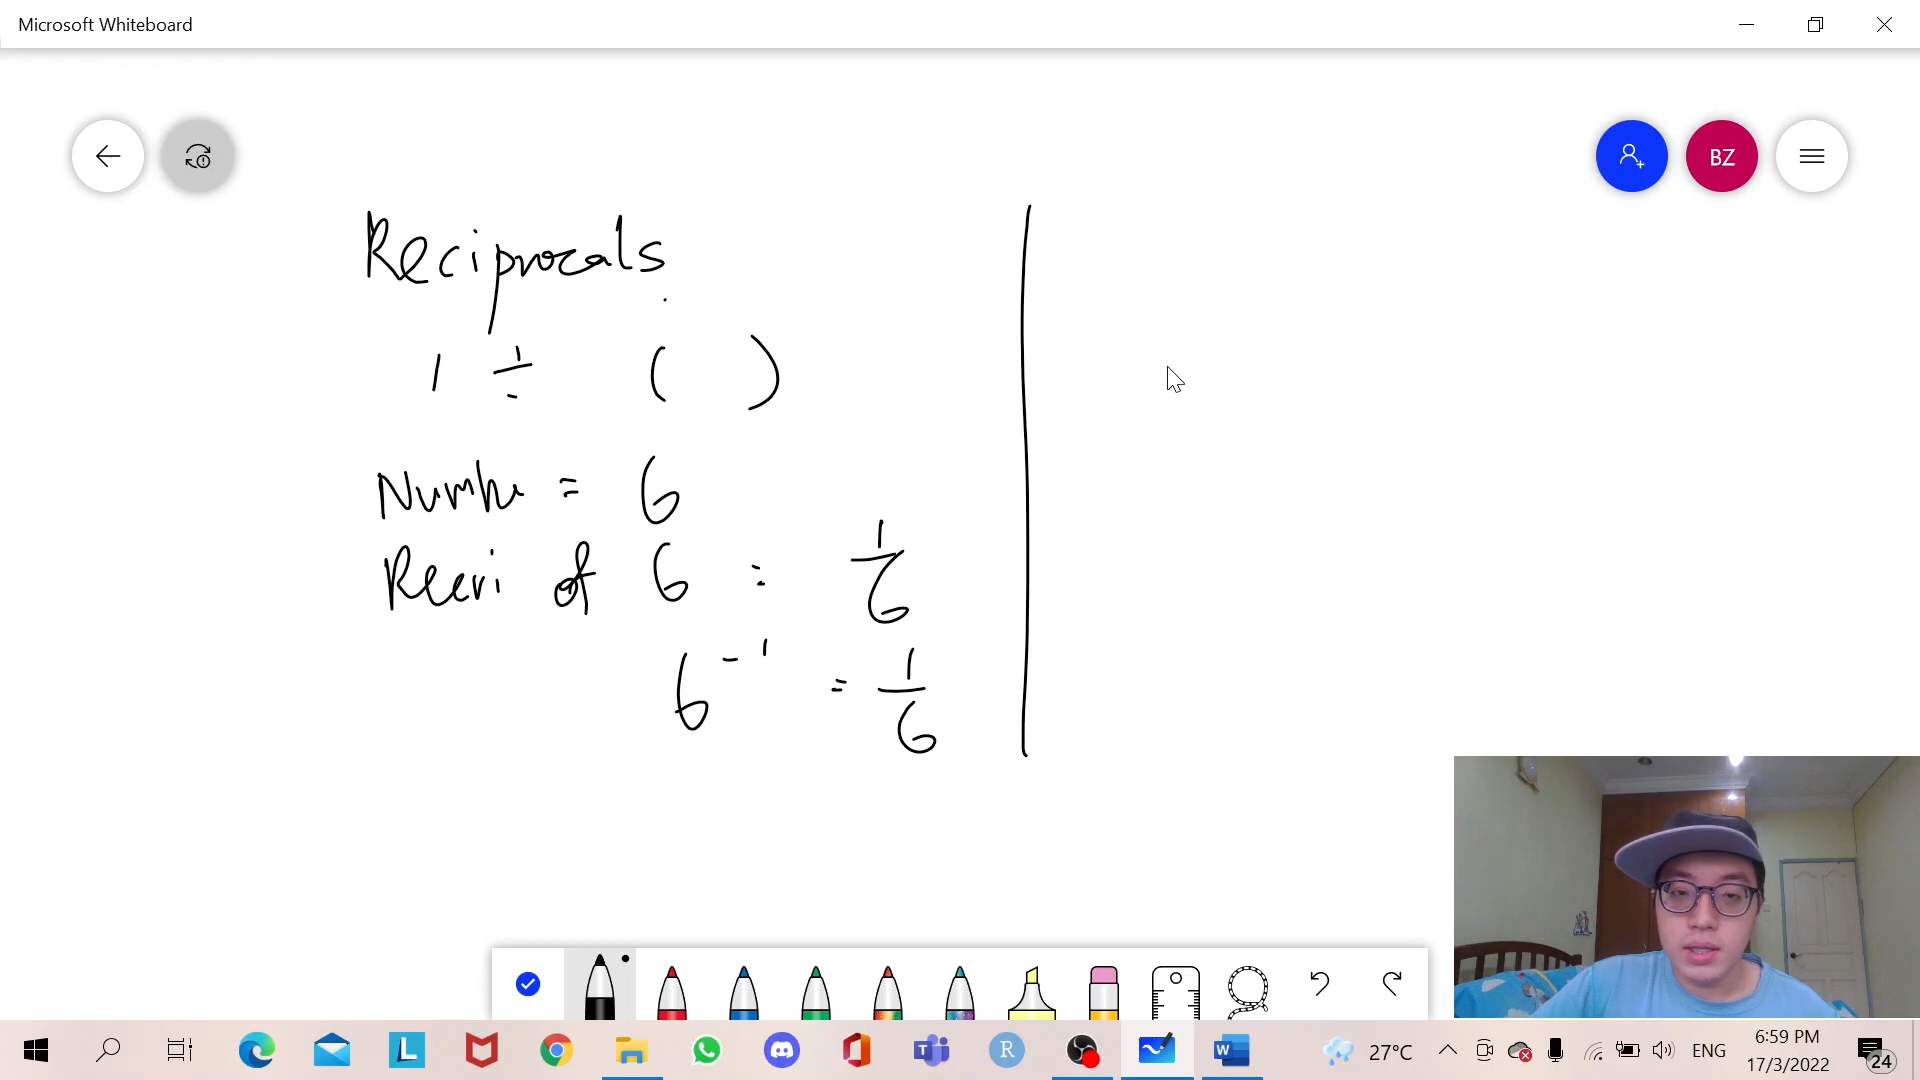 Microsoft Whiteboard
BZ
Reciprocals
1 ÷ ( )
Numbe = 6
Reci of 6 = 1/6
6⁻¹ = 1/6
L
R
W
27°C
ENG
6:59 PM
17/3/2022
24